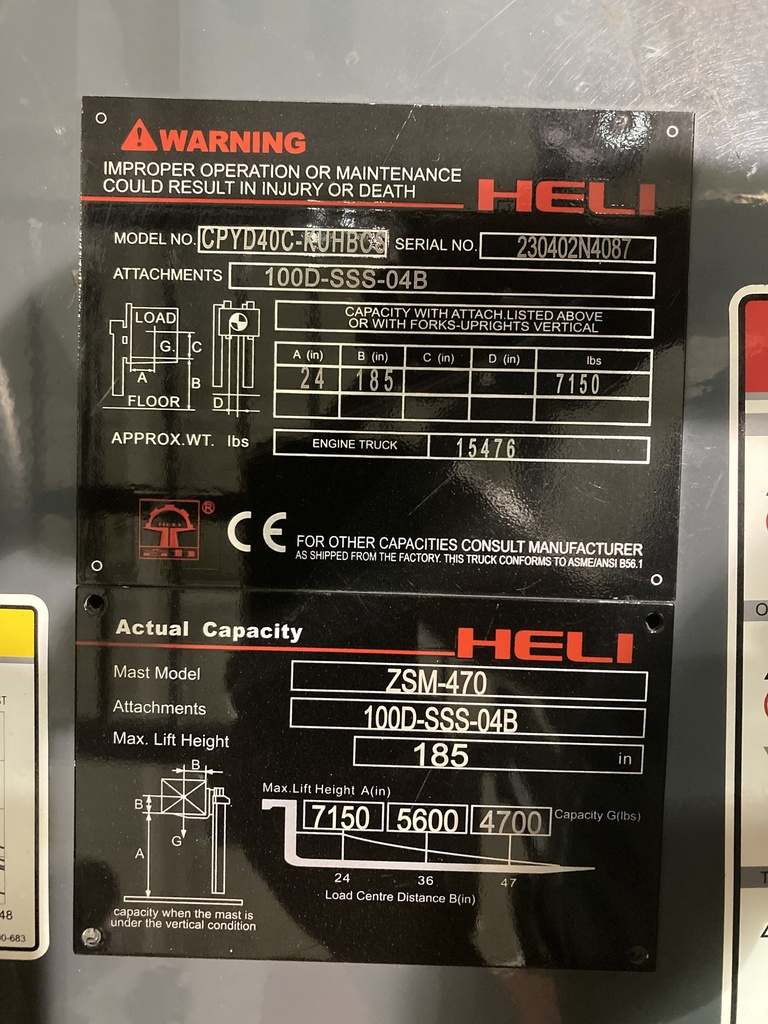 WARNING
IMPROPER OPERATION OR MAINTENANCE
COULD RESULT IN INJURY OR DEATH
HELI
MODEL NO. CPYD40C-KUHBCS SERIAL NO. 230402N4087
ATTACHMENTS 100D-SSS-04B
CAPACITY WITH ATTACH.LISTED ABOVE
OR WITH FORKS-UPRIGHTS VERTICAL
LOAD
G C
A B
FLOOR D
A (in) B (in) C (in) D (in) lbs
24 185 7150
APPROX.WT. lbs ENGINE TRUCK 15476
® CE
FOR OTHER CAPACITIES CONSULT MANUFACTURER
AS SHIPPED FROM THE FACTORY. THIS TRUCK CONFORMS TO ASME/ANSI B56.1
Actual Capacity HELI
Mast Model ZSM-470
Attachments 100D-SSS-04B
Max. Lift Height 185 in
B
B
G
A
Max.Lift Height A(in)
7150 5600 4700 Capacity G(lbs)
24 36 47
Load Centre Distance B(in)
capacity when the mast is
under the vertical condition
48
00-683